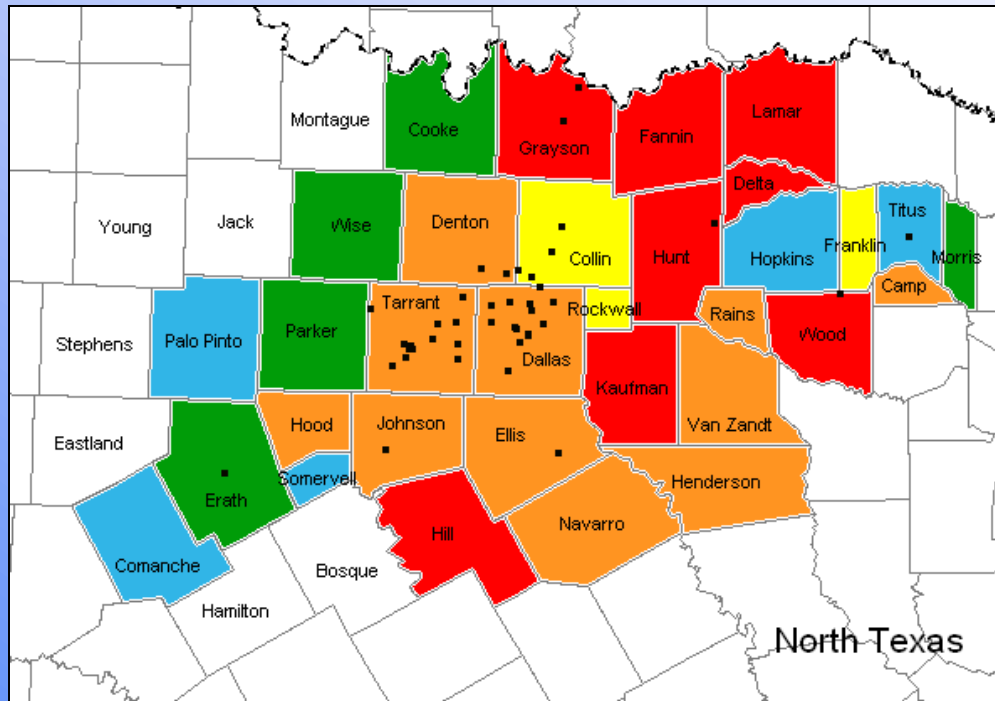 Montague
Cooke
Grayson
Fannin
Lamar
Delta
Young
Jack
Wise
Denton
Collin
Hunt
Hopkins
Franklin
Titus
Morris
Camp
Stephens
Palo Pinto
Parker
Tarrant
Dallas
Rockwall
Rains
Wood
Kaufman
Van Zandt
Eastland
Erath
Hood
Somervell
Johnson
Ellis
Henderson
Navarro
Hill
Comanche
Bosque
Hamilton
North Texas